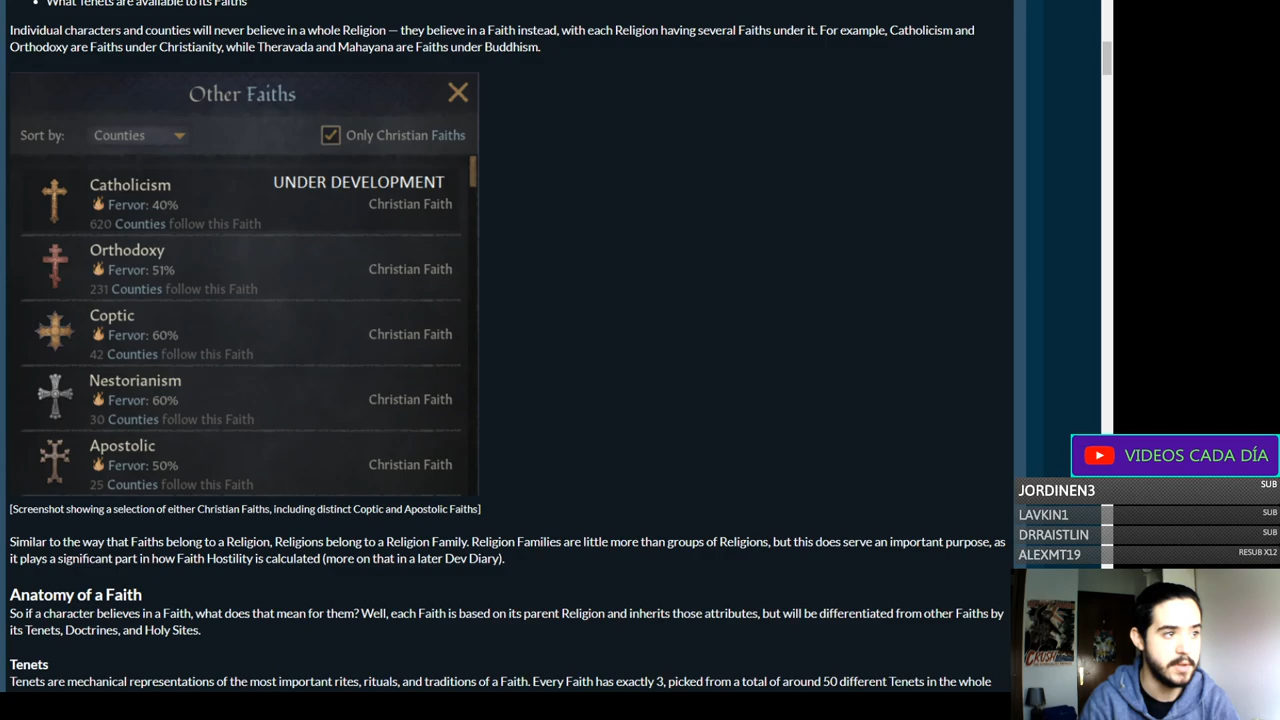 What Tenets are available to its Faiths
Individual characters and counties will never believe in a whole Religion — they believe in a Faith instead, with each Religion having several Faiths under it. For example, Catholicism and
Orthodoxy are Faiths under Christianity, while Theravada and Mahayana are Faiths under Buddhism.
Other Faiths
Sort by: Counties Only Christian Faiths
Catholicism UNDER DEVELOPMENT
Fervor: 40% Christian Faith
620 Counties follow this Faith
Orthodoxy
Fervor: 51% Christian Faith
231 Counties follow this Faith
Coptic
Fervor: 60% Christian Faith
42 Counties follow this Faith
Nestorianism
Fervor: 60% Christian Faith
30 Counties follow this Faith
Apostolic
Fervor: 50% Christian Faith
25 Counties follow this Faith
[Screenshot showing a selection of either Christian Faiths, including distinct Coptic and Apostolic Faiths]
Similar to the way that Faiths belong to a Religion, Religions belong to a Religion Family. Religion Families are little more than groups of Religions, but this does serve an important purpose, as
it plays a significant part in how Faith Hostility is calculated (more on that in a later Dev Diary).
Anatomy of a Faith
So if a character believes in a Faith, what does that mean for them? Well, each Faith is based on its parent Religion and inherits those attributes, but will be differentiated from other Faiths by
its Tenets, Doctrines, and Holy Sites.
Tenets
Tenets are mechanical representations of the most important rites, rituals, and traditions of a Faith. Every Faith has exactly 3, picked from a total of around 50 different Tenets in the whole
VIDEOS CADA DÍA
JORDINEN3 SUB
LAVKIN1 SUB
DRRAISTLIN SUB
ALEXMT19 RESUB X12